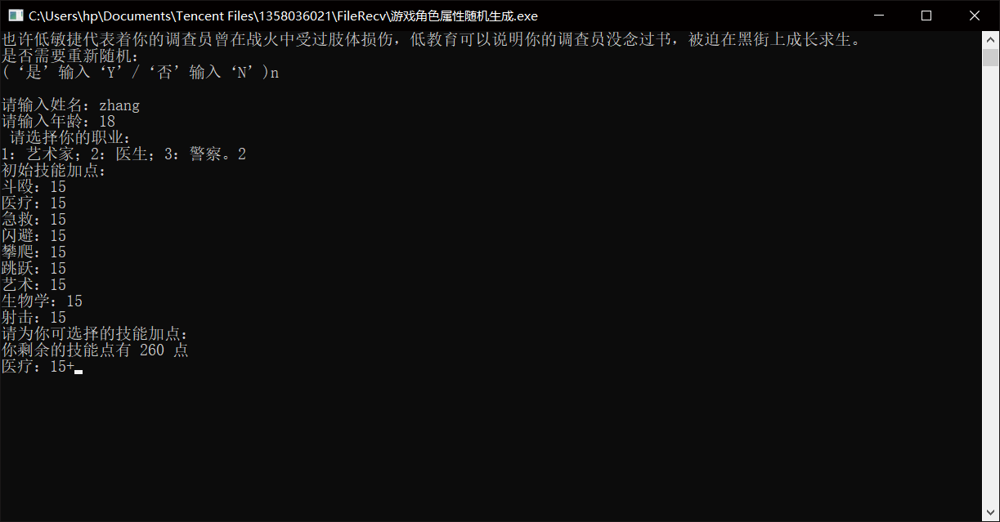 C:\Users\hp\Documents\Tencent Files\1358036021\FileRecv\游戏角色属性随机生成.exe
也许低敏捷代表着你的调查员曾在战火中受过肢体损伤，低教育可以说明你的调查员没念过书，被迫在黑街上成长求生。
是否需要重新随机：
(‘是’输入‘Y’/‘否’输入‘N’)n
请输入姓名：zhang
请输入年龄：18
请选择你的职业：
1：艺术家；2：医生；3：警察。2
初始技能加点：
斗殴：15
医疗：15
急救：15
闪避：15
攀爬：15
跳跃：15
艺术：15
生物学：15
射击：15
请为你可选择的技能加点：
你剩余的技能点有 260 点
医疗：15+